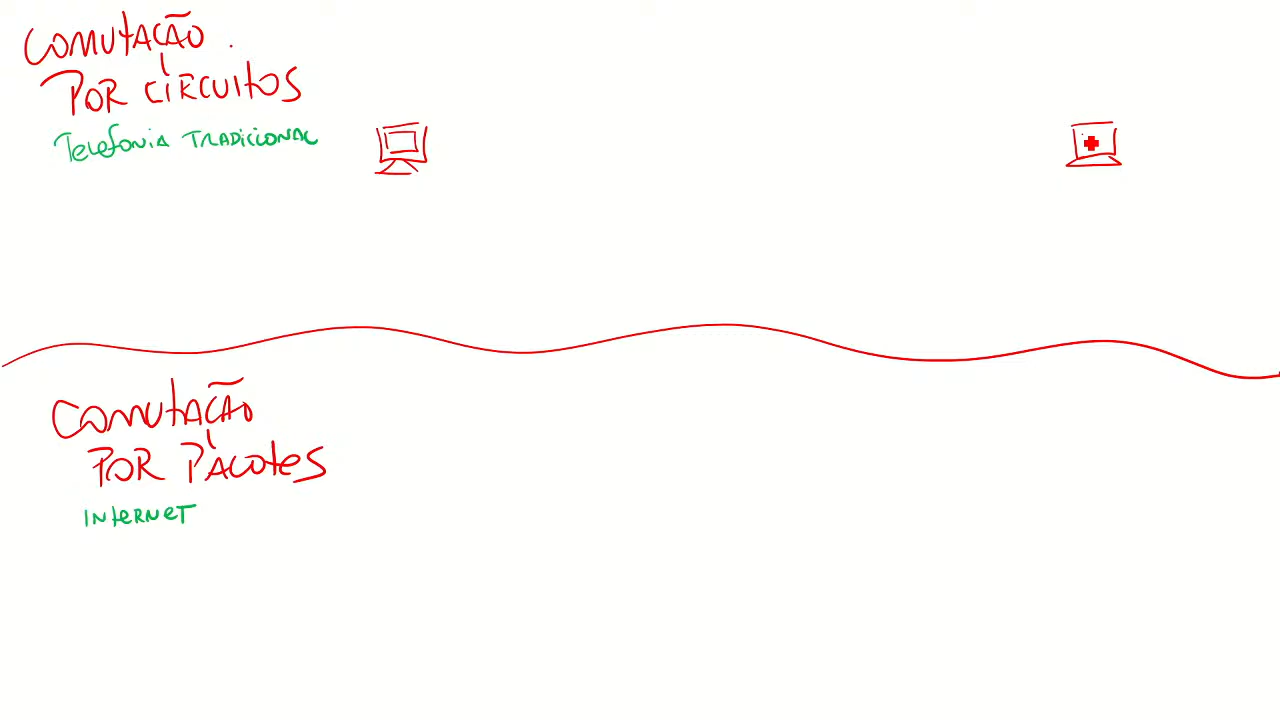 COMUTAÇÃO
POR CIRCUITOS
TELEFONIA TRADICIONAL
COMUTAÇÃO
POR PACOTES
INTERNET